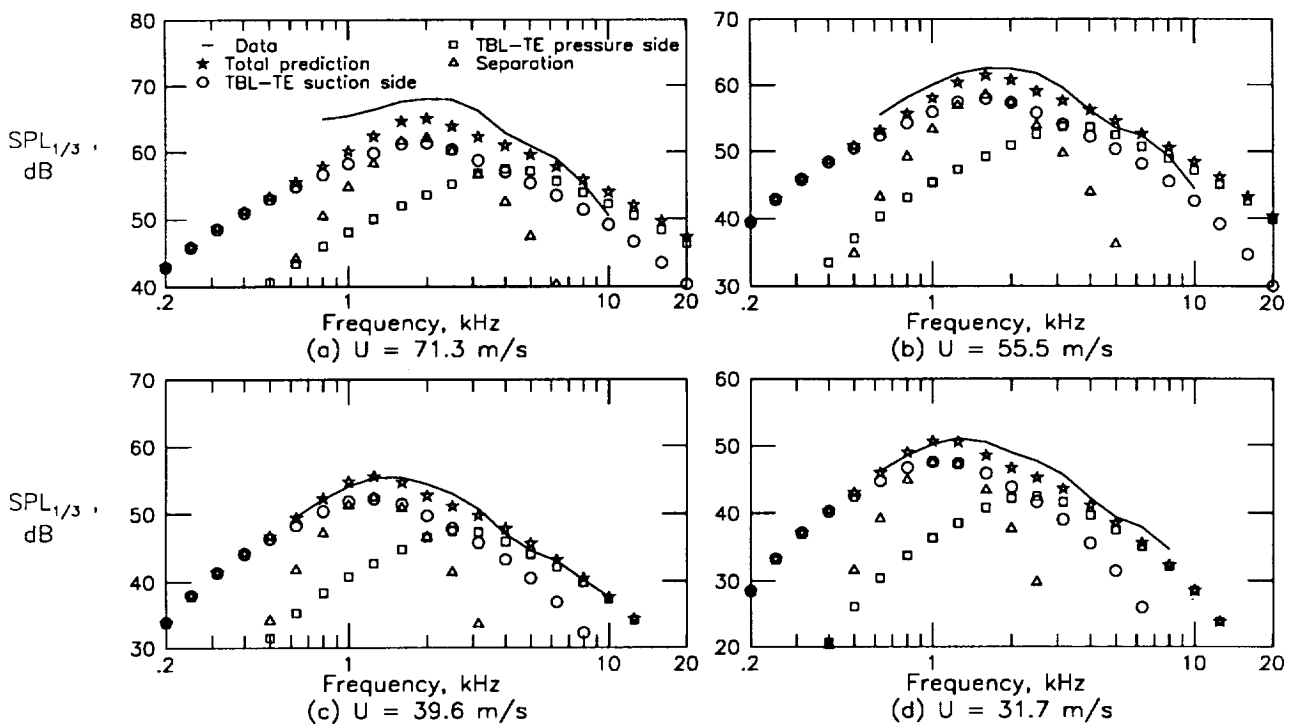 70
60
50
40
SPL1/3 , dB
— Data
★ Total prediction
○ TBL-TE suction side
□ TBL-TE pressure side
△ Separation
.2 1 10 20
Frequency, kHz
(a) U = 71.3 m/s
70
60
50
40
30
.2 1 10 20
Frequency, kHz
(b) U = 55.5 m/s
70
60
50
40
30
SPL1/3 , dB
.2 1 10 20
Frequency, kHz
(c) U = 39.6 m/s
60
50
40
30
20
.2 1 10 20
Frequency, kHz
(d) U = 31.7 m/s